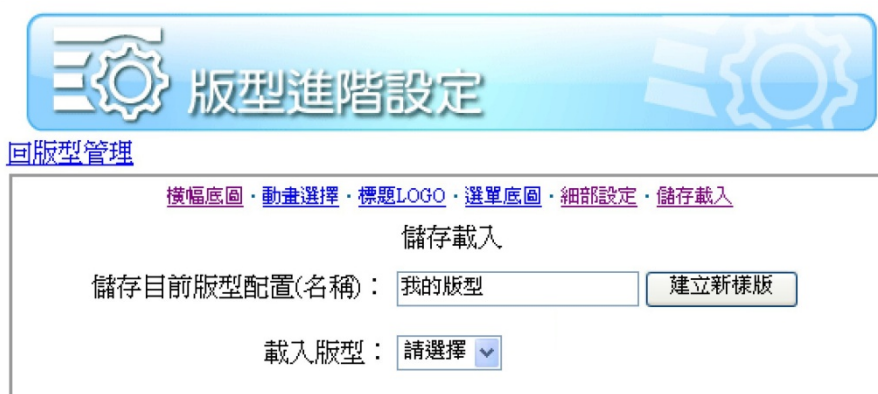 版型進階設定
回版型管理
橫幅底圖‧動畫選擇‧標題LOGO‧選單底圖‧細部設定‧儲存載入
儲存載入
儲存目前版型配置(名稱)： 我的版型 建立新樣版
載入版型： 請選擇